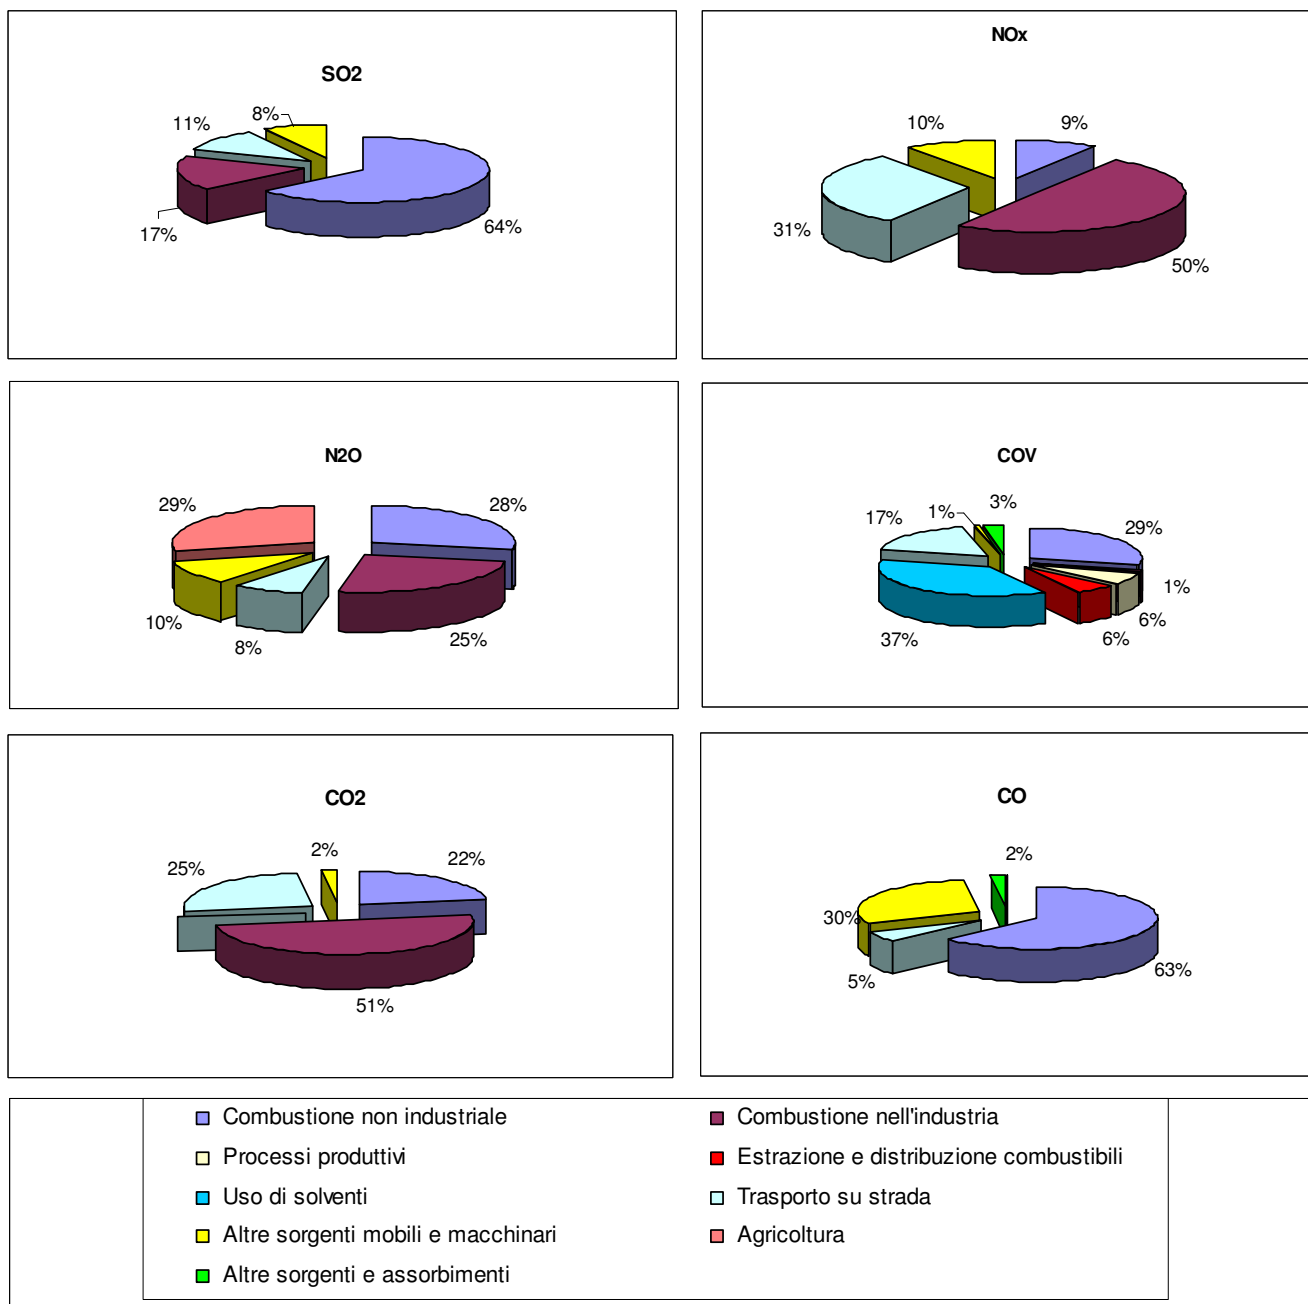 SO2
8%
11%
17%
64%
NOx
10%
9%
31%
50%
N2O
29%
28%
10%
8%
25%
COV
17%
1%
3%
29%
1%
6%
6%
37%
CO2
25%
2%
22%
51%
CO
2%
30%
5%
63%
Combustione non industriale
Combustione nell'industria
Processi produttivi
Estrazione e distribuzione combustibili
Uso di solventi
Trasporto su strada
Altre sorgenti mobili e macchinari
Agricoltura
Altre sorgenti e assorbimenti